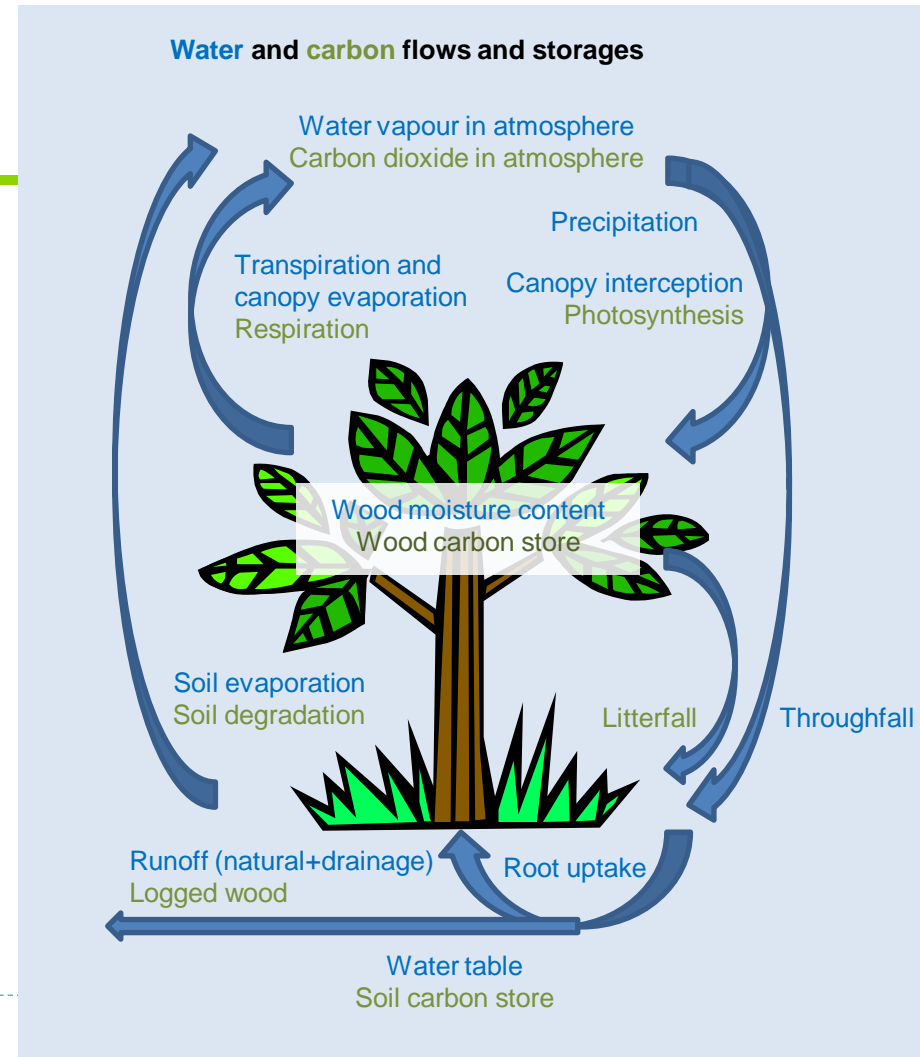 Water and carbon flows and storages
Water vapour in atmosphere
Carbon dioxide in atmosphere
Precipitation
Transpiration and
canopy evaporation
Respiration
Canopy interception
Photosynthesis
Wood moisture content
Wood carbon store
Soil evaporation
Soil degradation
Litterfall
Throughfall
Runoff (natural+drainage)
Logged wood
Root uptake
Water table
Soil carbon store